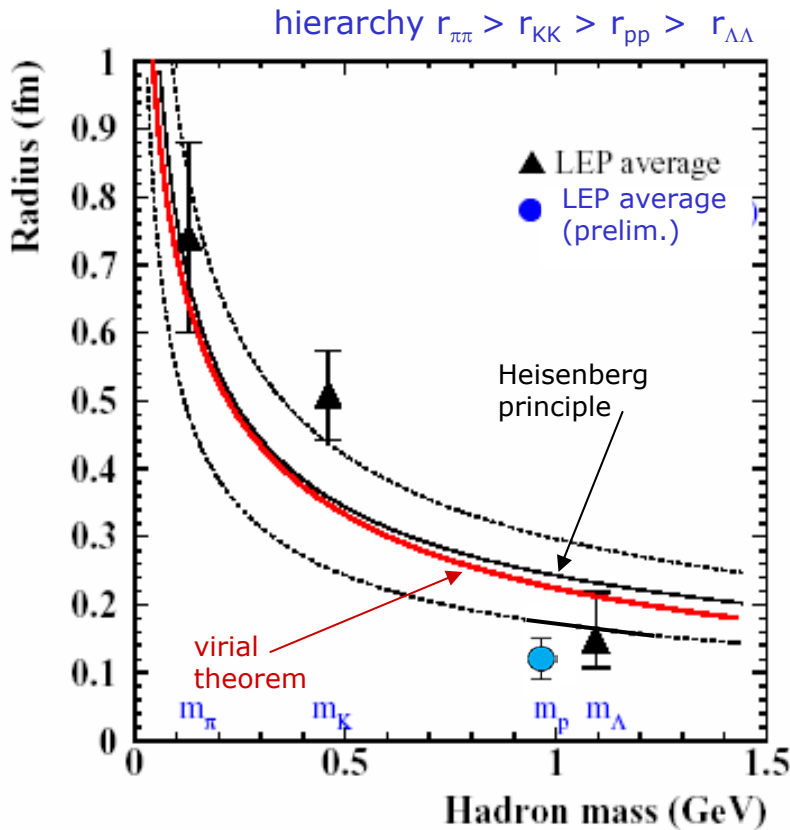 hierarchy rππ > rKK > rpp > rΛΛ
Radius (fm)
1
0.9
0.8
0.7
0.6
0.5
0.4
0.3
0.2
0.1
0
▲ LEP average
● LEP average
(prelim.)
)
Heisenberg
principle
virial
theorem
mπ
mK
mp
mΛ
0
0.5
1
1.5
Hadron mass (GeV)